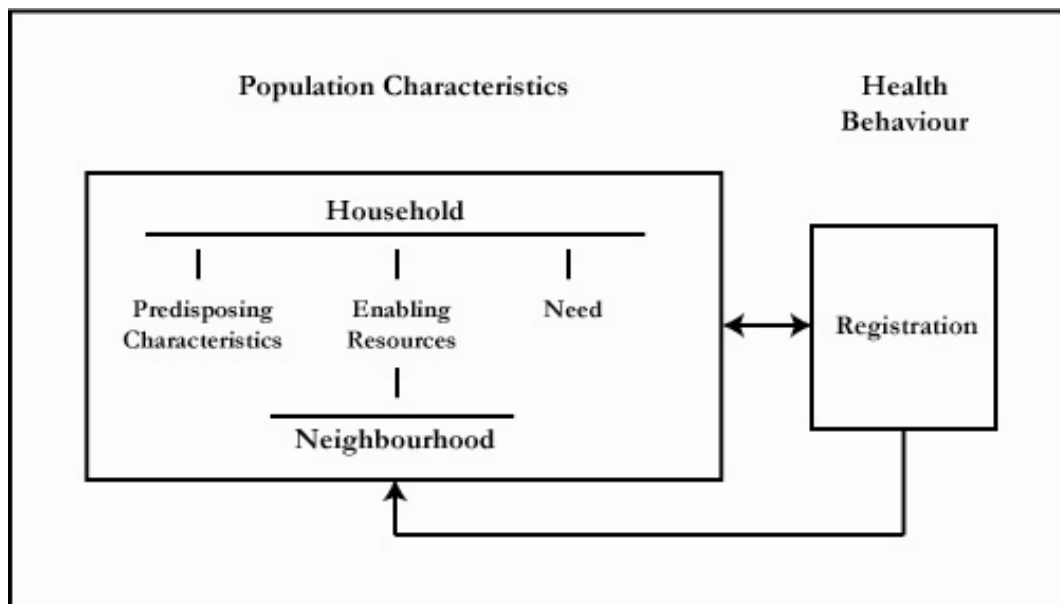 Population Characteristics
Health
Behaviour
Household
Predisposing
Characteristics
Enabling
Resources
Need
Registration
Neighbourhood